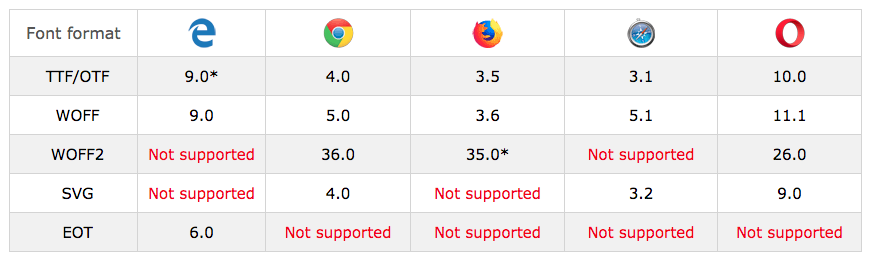 Font format
TTF/OTF 9.0* 4.0 3.5 3.1 10.0
WOFF 9.0 5.0 3.6 5.1 11.1
WOFF2 Not supported 36.0 35.0* Not supported 26.0
SVG Not supported 4.0 Not supported 3.2 9.0
EOT 6.0 Not supported Not supported Not supported Not supported